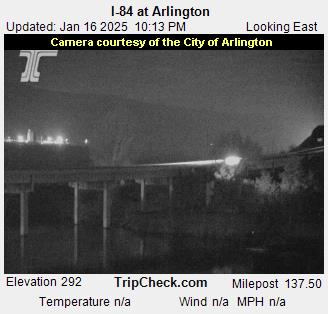 I-84 at Arlington
Updated: Jan 16 2025 10:13 PM Looking East
Camera courtesy of the City of Arlington
Elevation 292 TripCheck.com Milepost 137.50
Temperature n/a Wind n/a MPH n/a